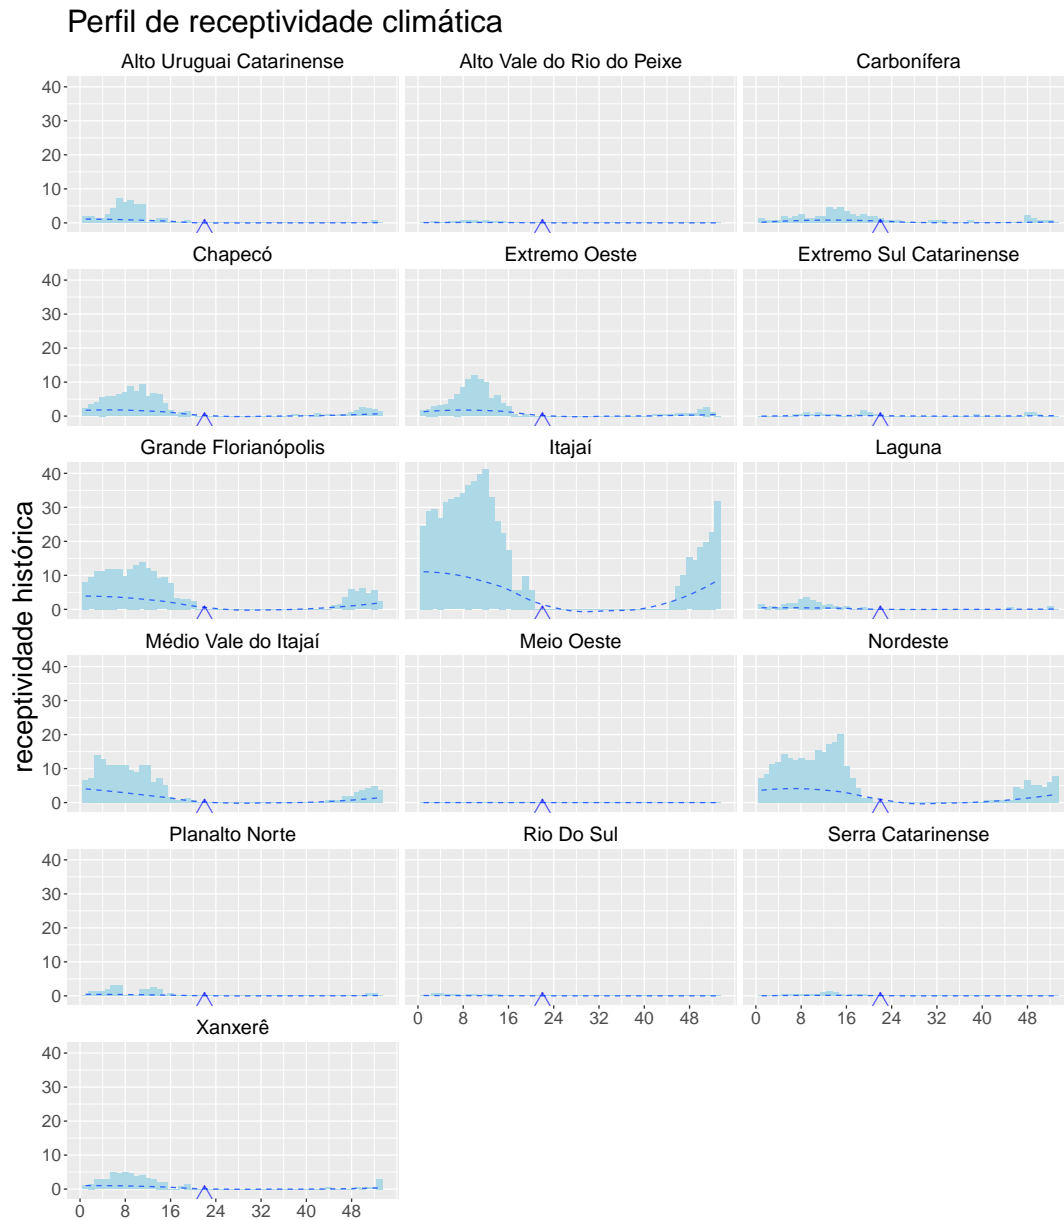 Perfil de receptividade climática
Alto Uruguai Catarinense
Alto Vale do Rio do Peixe
Carbonífera
40
30
20
10
0
Chapecó
Extremo Oeste
Extremo Sul Catarinense
40
30
20
10
0
Grande Florianópolis
Itajaí
Laguna
40
30
20
10
0
receptividade histórica
Médio Vale do Itajaí
Meio Oeste
Nordeste
40
30
20
10
0
Planalto Norte
Rio Do Sul
Serra Catarinense
40
30
20
10
0
0 8 16 24 32 40 48
0 8 16 24 32 40 48
Xanxerê
40
30
20
10
0
0 8 16 24 32 40 48